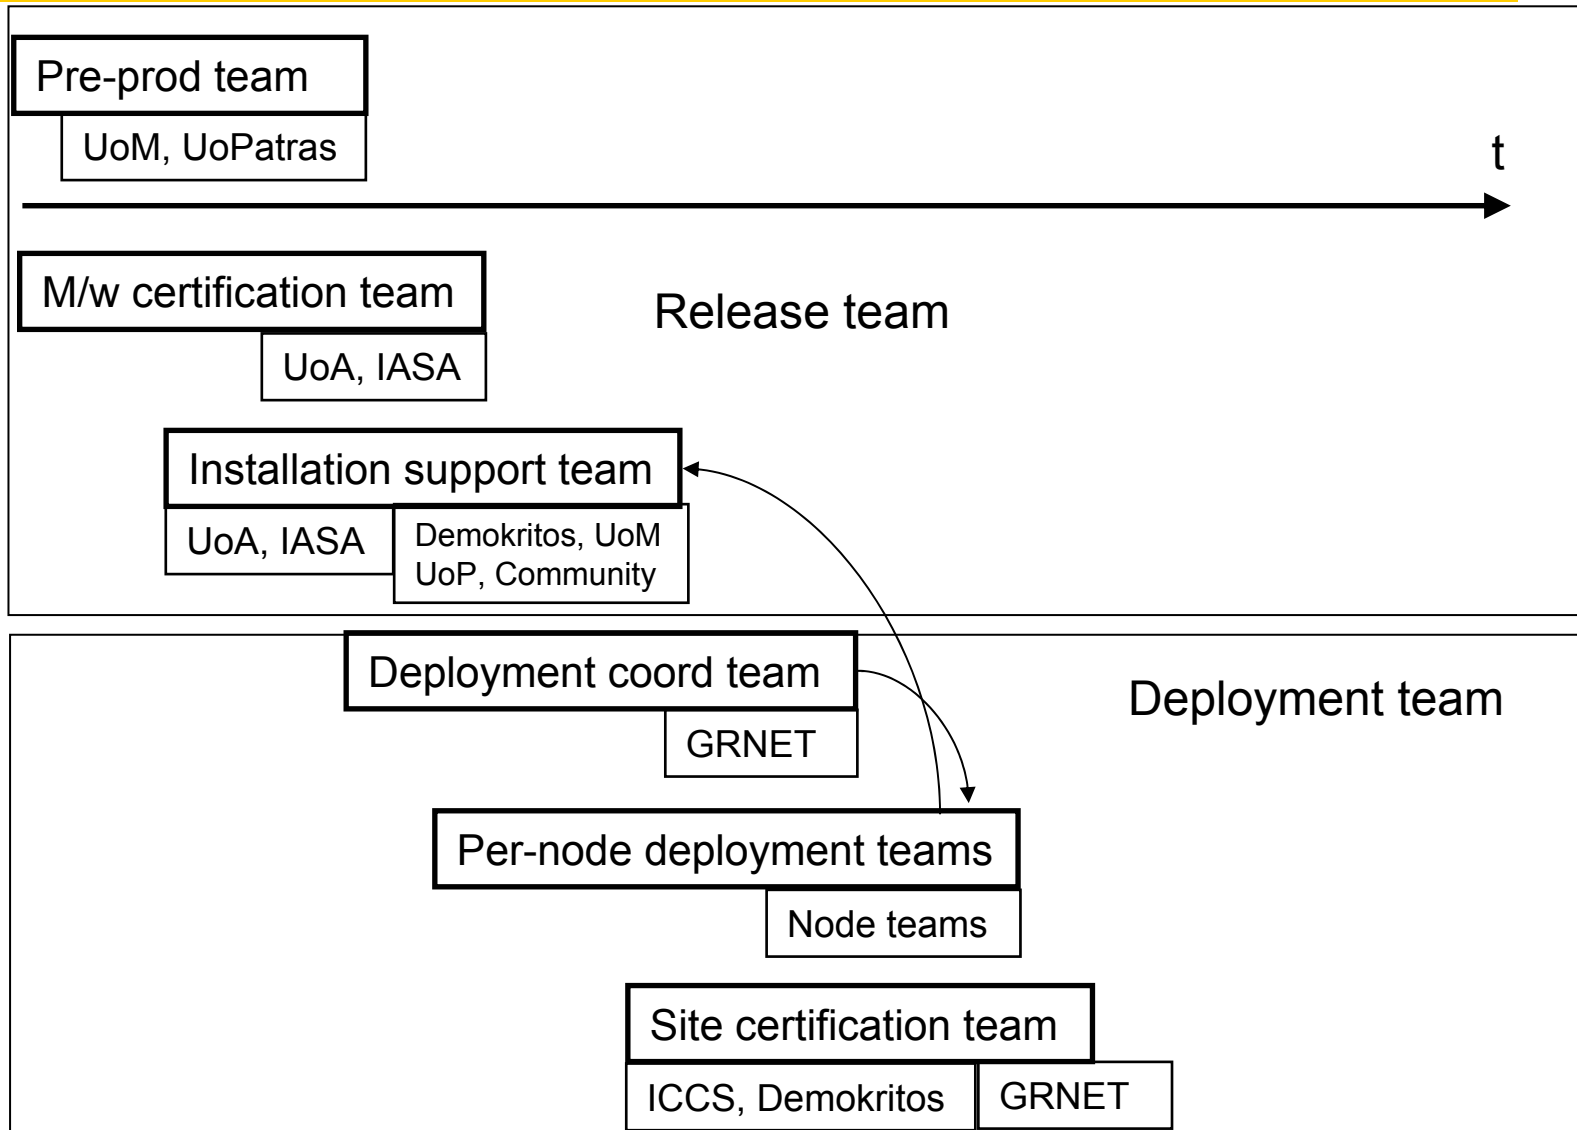 Pre-prod team
UoM, UoPatras
t
M/w certification team
Release team
UoA, IASA
Installation support team
UoA, IASA
Demokritos, UoM
UoP, Community
Deployment coord team
Deployment team
GRNET
Per-node deployment teams
Node teams
Site certification team
ICCS, Demokritos
GRNET